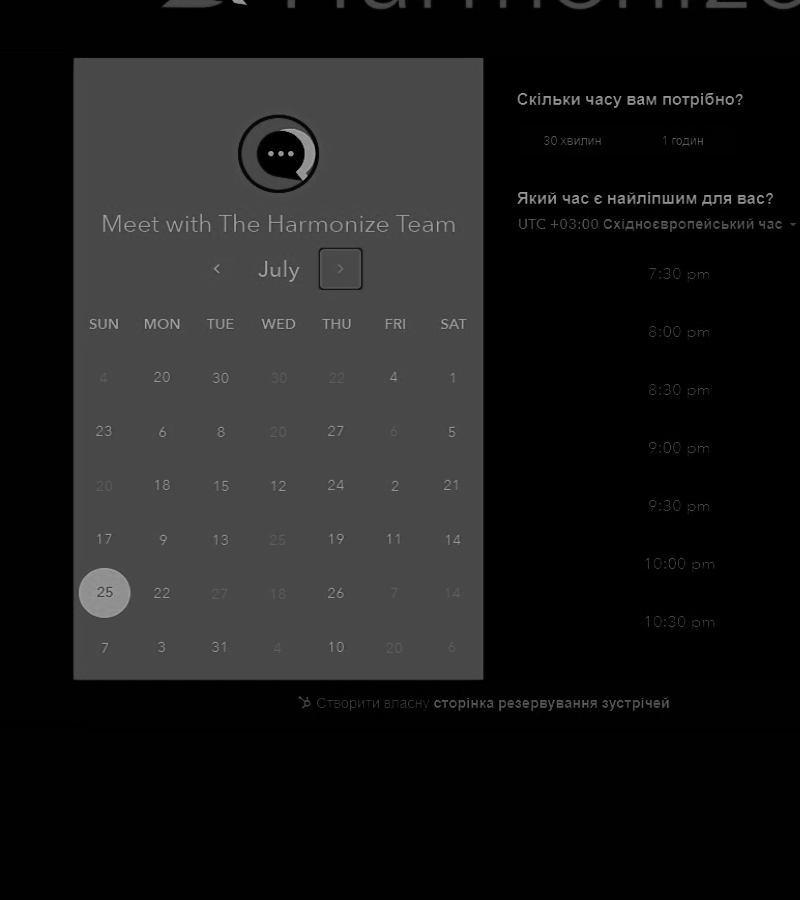 Harmonize
Meet with The Harmonize Team
July
SUN MON TUE WED THU FRI SAT
4 20 30 30 22 4 1
23 6 8 20 27 6 5
20 18 15 12 24 2 21
17 9 13 25 19 11 14
25 22 27 18 26 7 14
7 3 31 4 10 20 6
Скільки часу вам потрібно?
30 хвилин 1 годин
Який час є найліпшим для вас?
UTC +03:00 Східноєвропейський час
7:30 pm
8:00 pm
8:30 pm
9:00 pm
9:30 pm
10:00 pm
10:30 pm
Створити власну сторінка резервування зустрічей